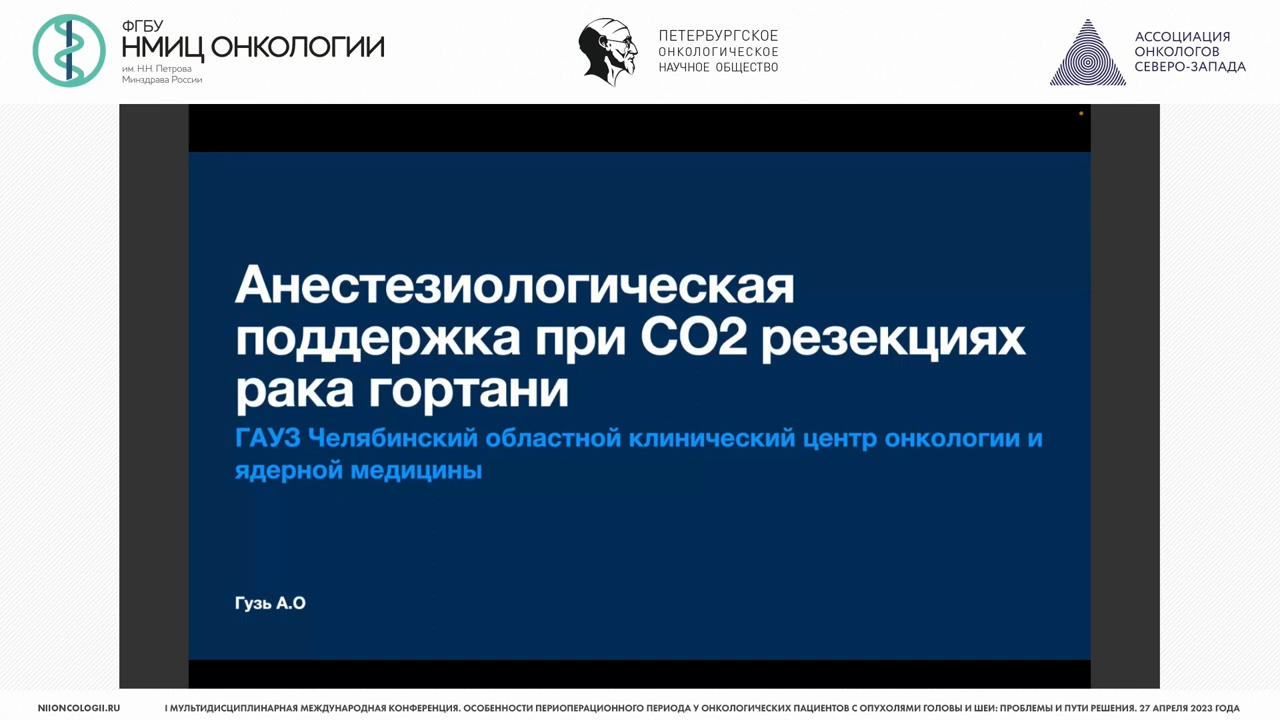 ФГБУ
НМИЦ ОНКОЛОГИИ
им. Н.Н. Петрова
Минздрава России
ПЕТЕРБУРГСКОЕ
ОНКОЛОГИЧЕСКОЕ
НАУЧНОЕ ОБЩЕСТВО
АССОЦИАЦИЯ
ОНКОЛОГОВ
СЕВЕРО-ЗАПАДА
Анестезиологическая
поддержка при СО2 резекциях
рака гортани
ГАУЗ Челябинский областной клинический центр онкологии и
ядерной медицины
Гузь А.О
NIIONCOLOGII.RU
I МУЛЬТИДИСЦИПЛИНАРНАЯ МЕЖДУНАРОДНАЯ КОНФЕРЕНЦИЯ. ОСОБЕННОСТИ ПЕРИОПЕРАЦИОННОГО ПЕРИОДА У ОНКОЛОГИЧЕСКИХ ПАЦИЕНТОВ С ОПУХОЛЯМИ ГОЛОВЫ И ШЕИ: ПРОБЛЕМЫ И ПУТИ РЕШЕНИЯ. 27 АПРЕЛЯ 2023 ГОДА